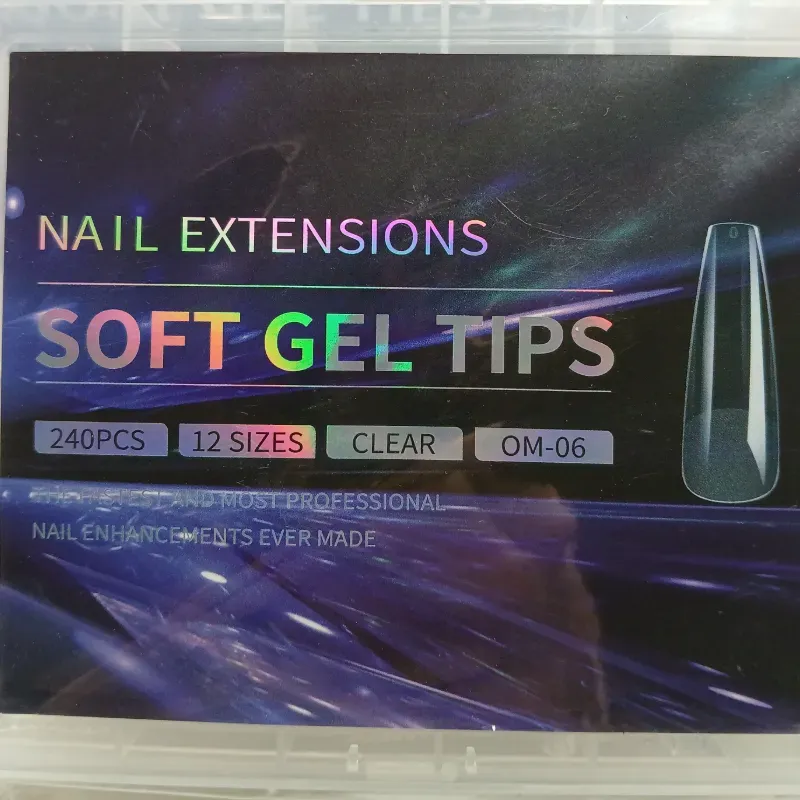 NAIL EXTENSIONS
SOFT GEL TIPS
240PCS 12 SIZES CLEAR OM-06
THE FASTEST AND MOST PROFESSIONAL
NAIL ENHANCEMENTS EVER MADE
0